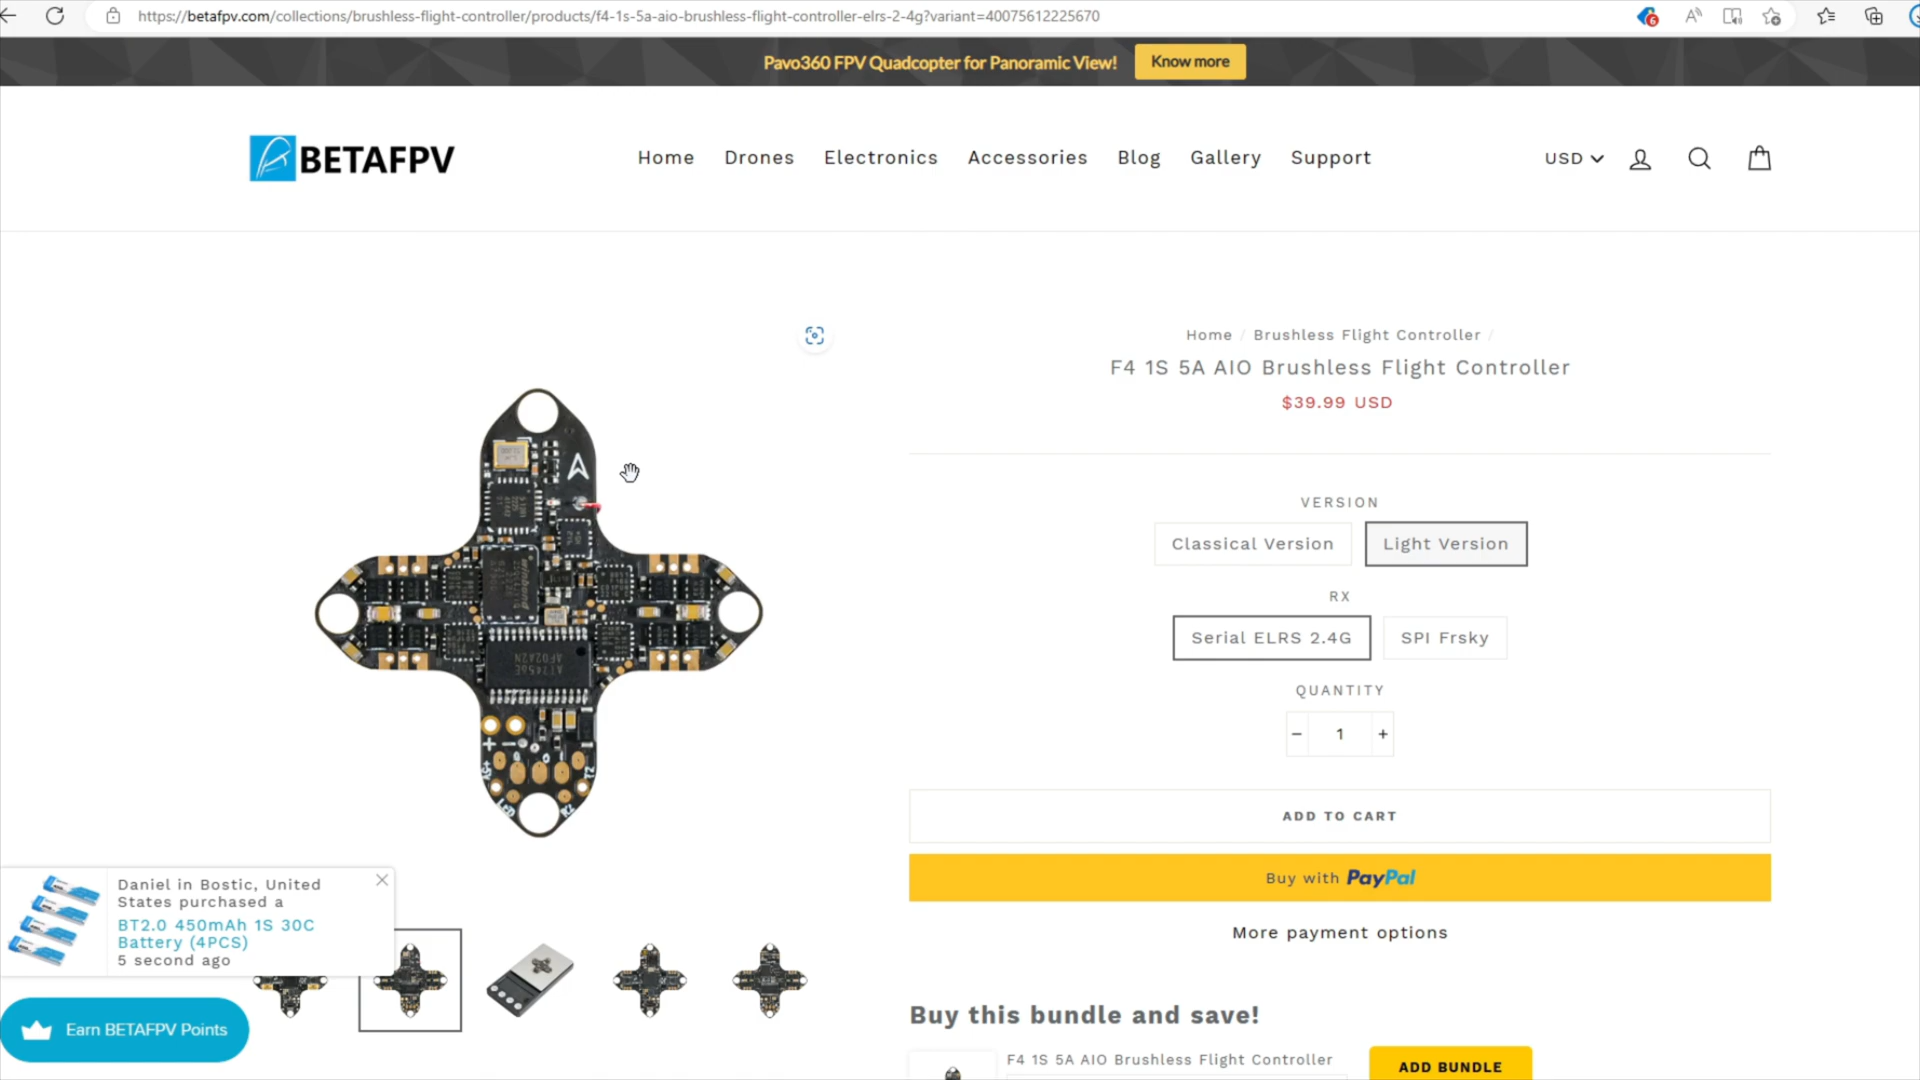 https://betafpv.com/collections/brushless-flight-controller/products/f4-1s-5a-aio-brushless-flight-controller-elrs-2-4g?variant=40075612225670
Pavo360 FPV Quadcopter for Panoramic View!
Know more
BETAFPV
Home
Drones
Electronics
Accessories
Blog
Gallery
Support
USD
Home / Brushless Flight Controller /
F4 1S 5A AIO Brushless Flight Controller
$39.99 USD
VERSION
Classical Version
Light Version
RX
Serial ELRS 2.4G
SPI Frsky
QUANTITY
− 1 +
ADD TO CART
Buy with PayPal
More payment options
Buy this bundle and save!
F4 1S 5A AIO Brushless Flight Controller
ADD BUNDLE
AT7456E
Daniel in Bostic, United
States purchased a
BT2.0 450mAh 1S 30C
Battery (4PCS)
5 second ago
Earn BETAFPV Points